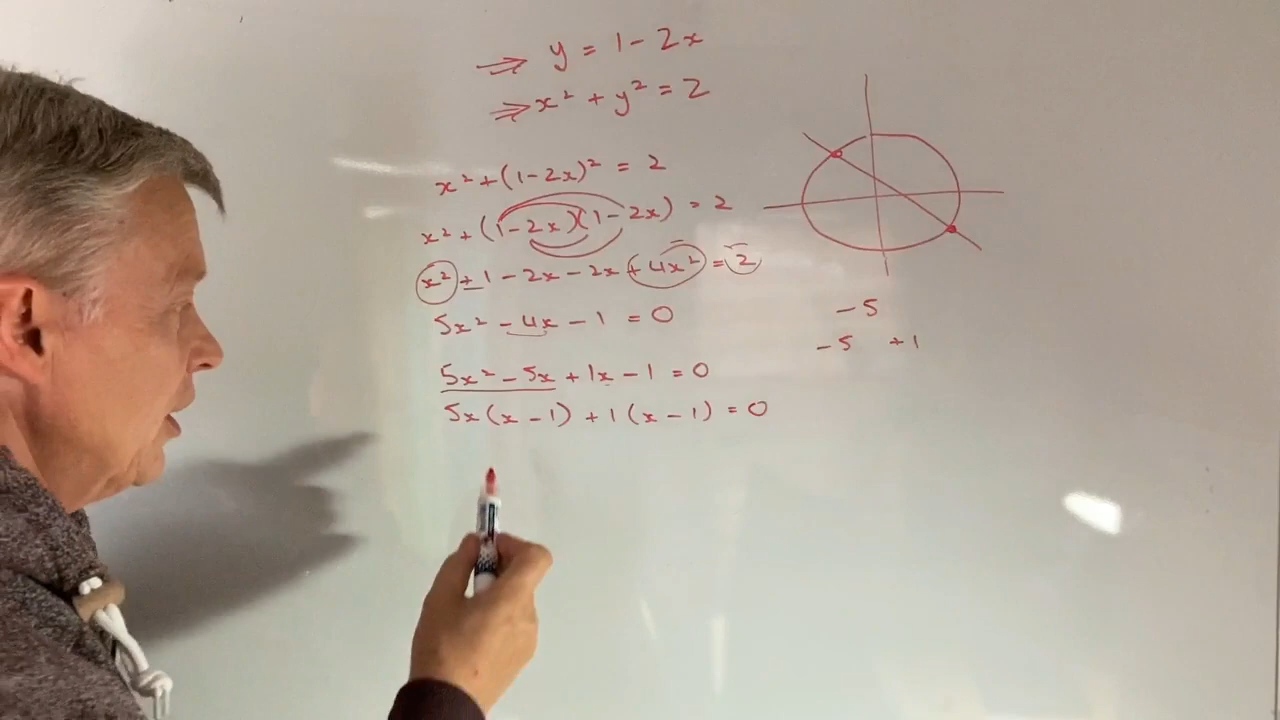 ⇒ y = 1 - 2x
⇒ x² + y² = 2
x² + (1-2x)² = 2
x² + (1-2x)(1-2x) = 2
x² + 1 - 2x - 2x + 4x² = 2
5x² - 4x - 1 = 0
5x² - 5x + 1x - 1 = 0
5x(x - 1) + 1(x - 1) = 0
-5
-5 +1